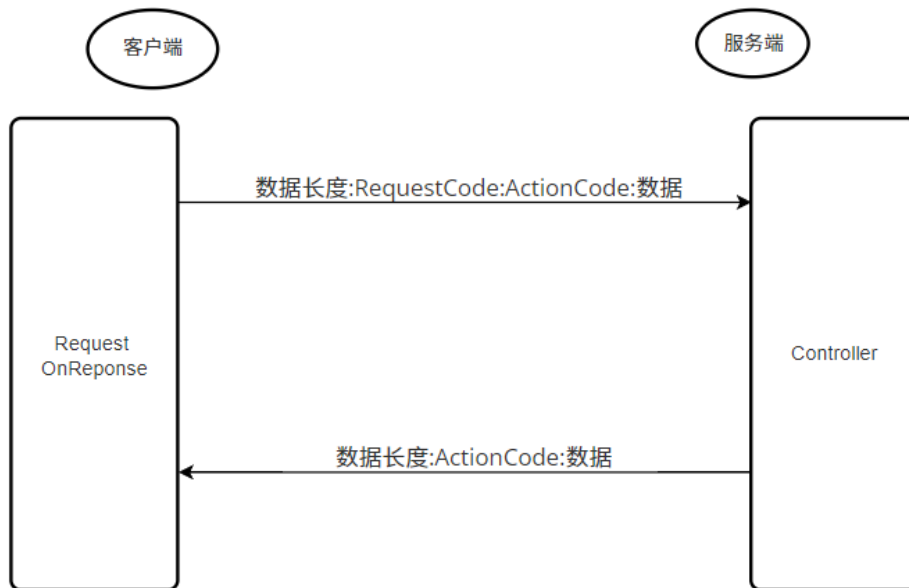 客户端
服务端
数据长度:RequestCode:ActionCode:数据
Request
OnReponse
Controller
数据长度:ActionCode:数据